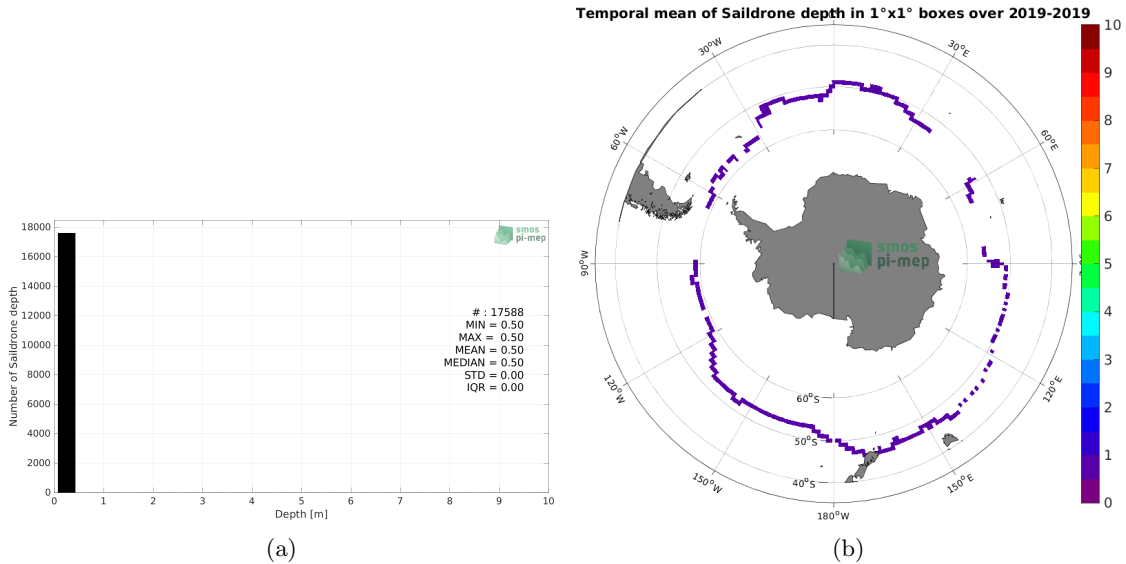 Temporal mean of Saildrone depth in 1°x1° boxes over 2019-2019
18000
16000
14000
12000
10000
8000
6000
4000
2000
0
Number of Saildrone depth
smos
pi-mep
# : 17588
MIN = 0.50
MAX = 0.50
MEAN = 0.50
MEDIAN = 0.50
STD = 0.00
IQR = 0.00
0 1 2 3 4 5 6 7 8 9 10
Depth [m]
(a)
30°W
30°E
60°W
60°E
90°W
smos
pi-mep
120°W
120°E
60°S
50°S
40°S
150°W
150°E
180°W
10
9
8
7
6
5
4
3
2
1
0
(b)